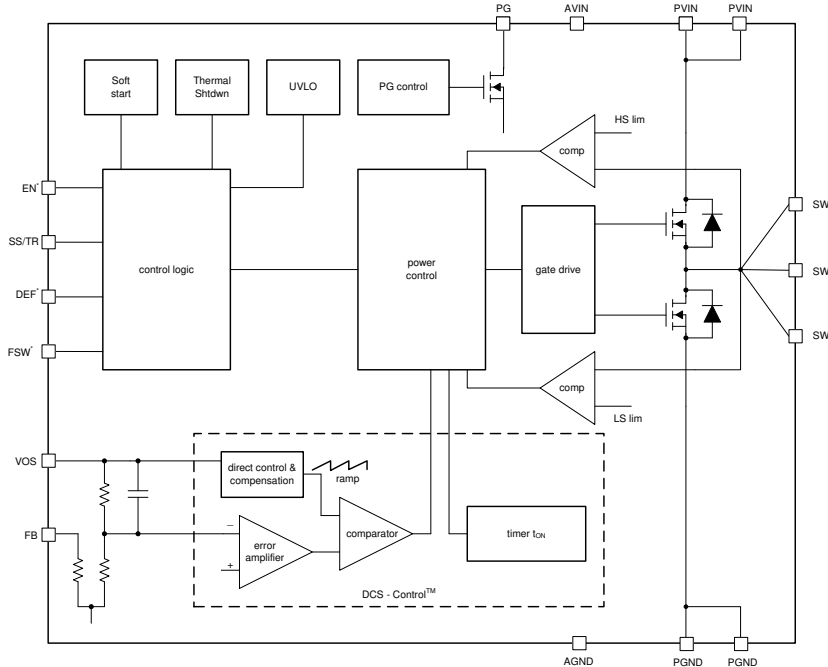 PG
AVIN
PVIN
PVIN
Soft
start
Thermal
Shtdwn
UVLO
PG control
HS lim
comp
EN*
SS/TR
DEF*
FSW*
control logic
power
control
gate drive
SW
SW
SW
comp
LS lim
VOS
FB
direct control &
compensation
ramp
–
error
amplifier
+
comparator
timer tON
DCS - Control™
AGND
PGND
PGND